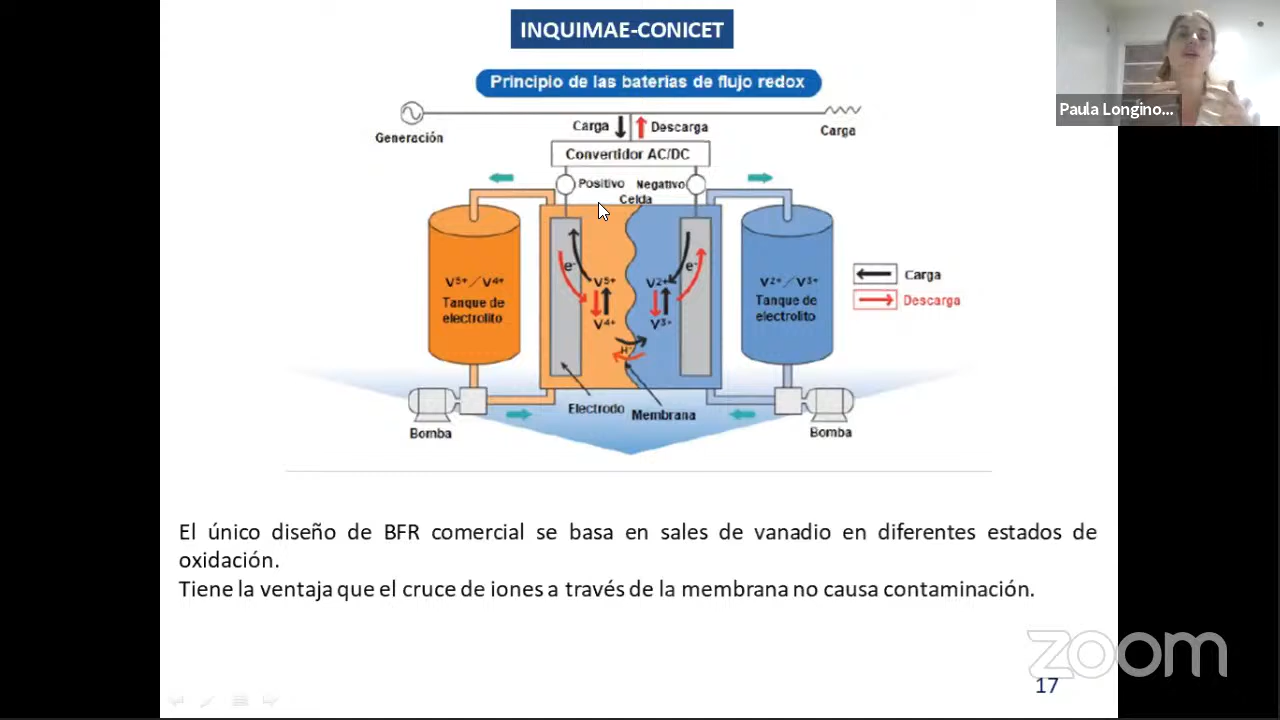 INQUIMAE-CONICET
Paula Longino...
Principio de las baterías de flujo redox
Generación
Carga
Descarga
Carga
Convertidor AC/DC
Positivo
Negativo
Celda
V⁵⁺／V⁴⁺
Tanque de
electrolito
e⁻
V⁵⁺
V⁴⁺
V²⁺
V³⁺
e⁻
H⁺
V²⁺／V³⁺
Tanque de
electrolito
Carga
Descarga
Electrodo
Membrana
Bomba
Bomba
El único diseño de BFR comercial se basa en sales de vanadio en diferentes estados de
oxidación.
Tiene la ventaja que el cruce de iones a través de la membrana no causa contaminación.
zoom
17